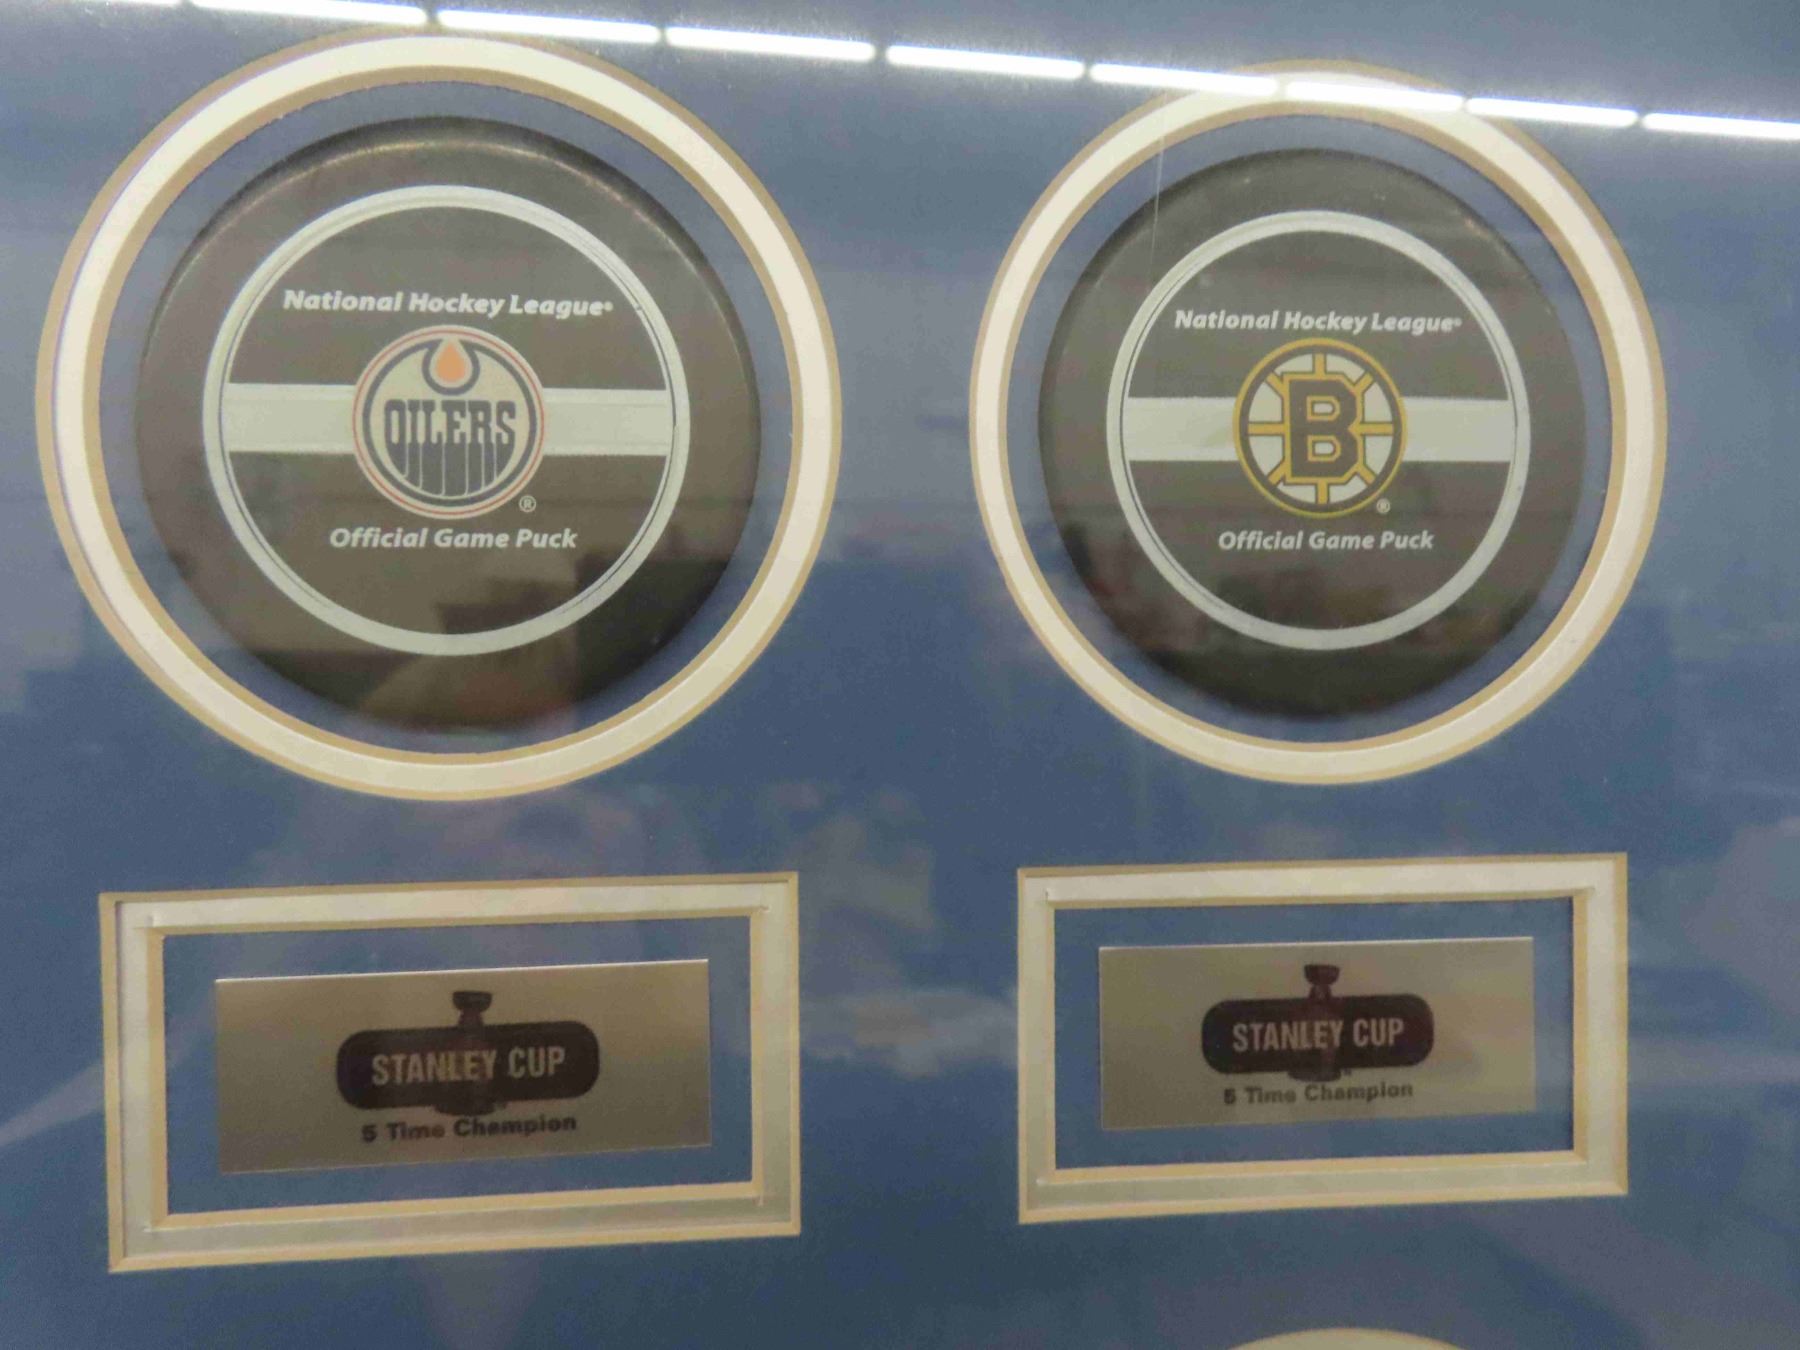 National Hockey League®
OILERS
®
Official Game Puck
STANLEY CUP
5 Time Champion
National Hockey League®
B
®
Official Game Puck
STANLEY CUP
5 Time Champion